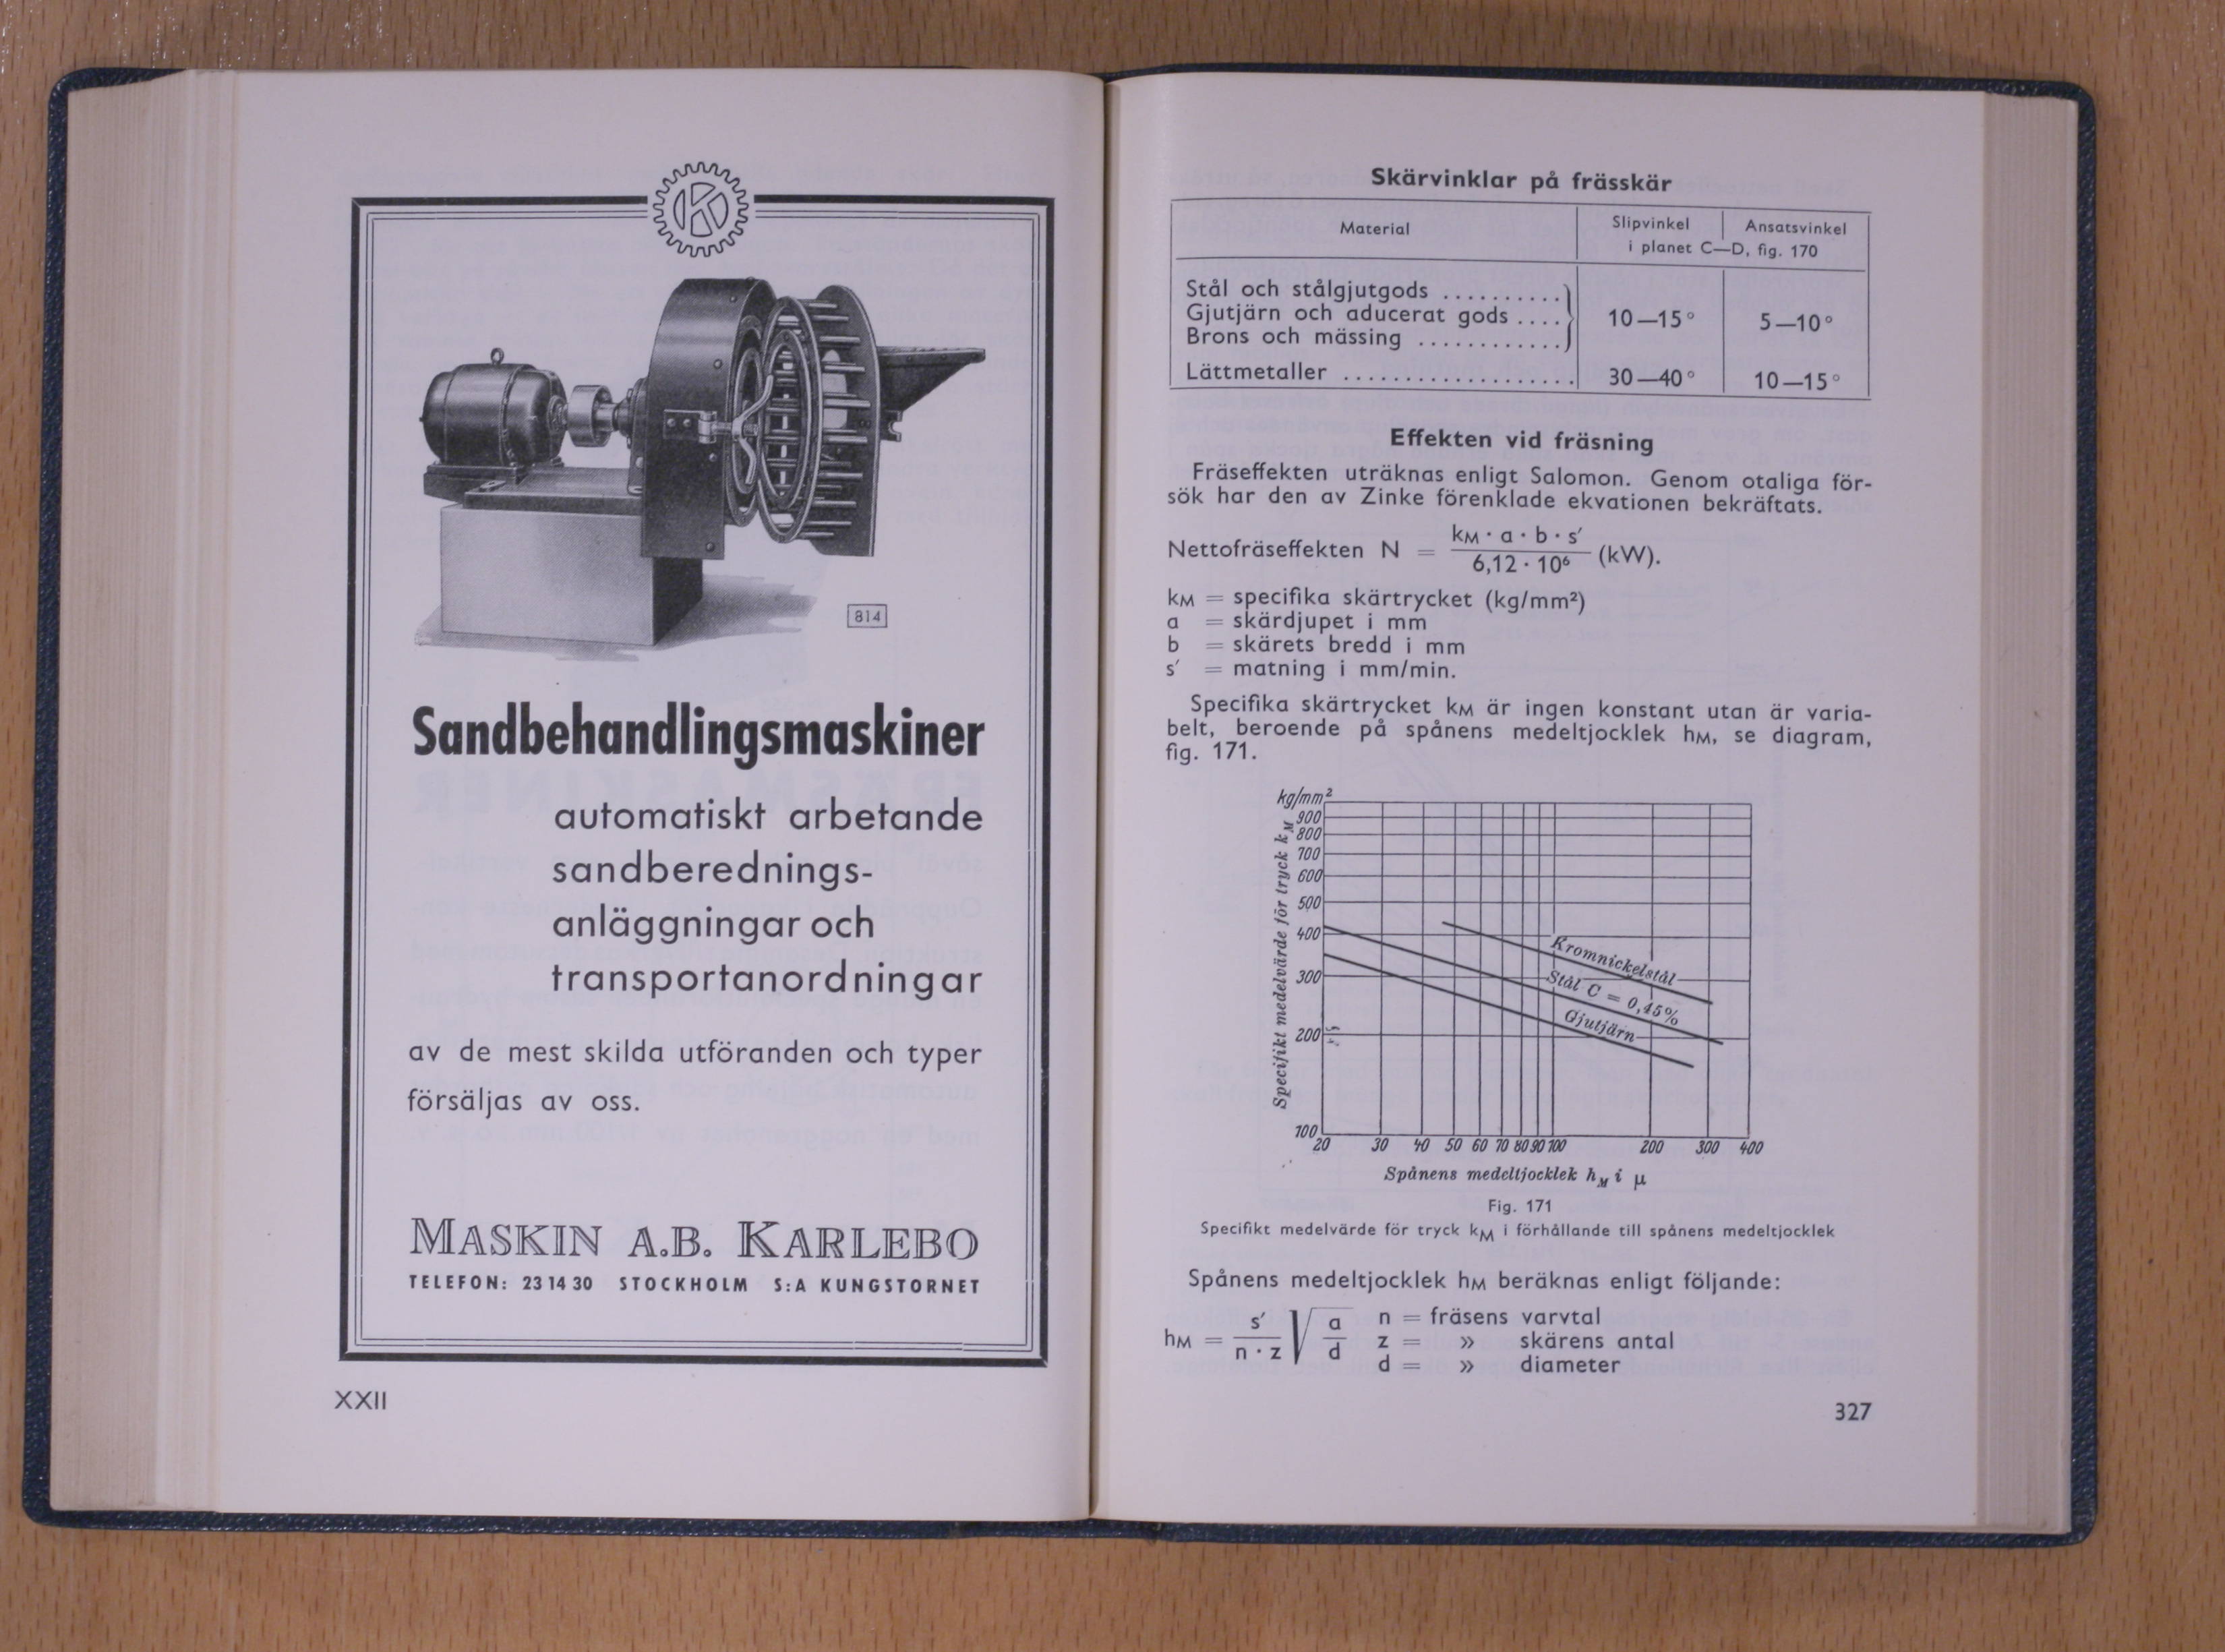 K
814
Sandbehandlingsmaskiner
automatiskt arbetande
sandberednings-
anläggningar och
transportanordningar
av de mest skilda utföranden och typer
försäljas av oss.
MASKIN A.B. KARLEBO
TELEFON: 23 14 30 STOCKHOLM S:A KUNGSTORNET
XXII
Skärvinklar på frässkär
Material Slipvinkel Ansatsvinkel
i planet C—D, fig. 170
Stål och stålgjutgods ..........
Gjutjärn och aducerat gods .... 10—15° 5—10°
Brons och mässing ............
Lättmetaller ................... 30—40° 10—15°
Effekten vid fräsning
Fräseffekten uträknas enligt Salomon. Genom otaliga för-
sök har den av Zinke förenklade ekvationen bekräftats.
Nettofräseffekten N = kM · a · b · s′ / 6,12 · 10⁶ (kW).
kM = specifika skärtrycket (kg/mm²)
a = skärdjupet i mm
b = skärets bredd i mm
s′ = matning i mm/min.
Specifika skärtrycket kM är ingen konstant utan är varia-
belt, beroende på spånens medeltjocklek hM, se diagram,
fig. 171.
kg/mm²
Specifikt medelvärde för tryck kM
900
800
700
600
500
400
300
200
100
Kromnickelstål
Stål C = 0,45%
Gjutjärn
20 30 40 50 60 70 80 90 100 200 300 400
Spånens medeltjocklek hM i μ
Fig. 171
Specifikt medelvärde för tryck kM i förhållande till spånens medeltjocklek
Spånens medeltjocklek hM beräknas enligt följande:
hM = s′ / n · z √ a / d
n = fräsens varvtal
z = » skärens antal
d = » diameter
327